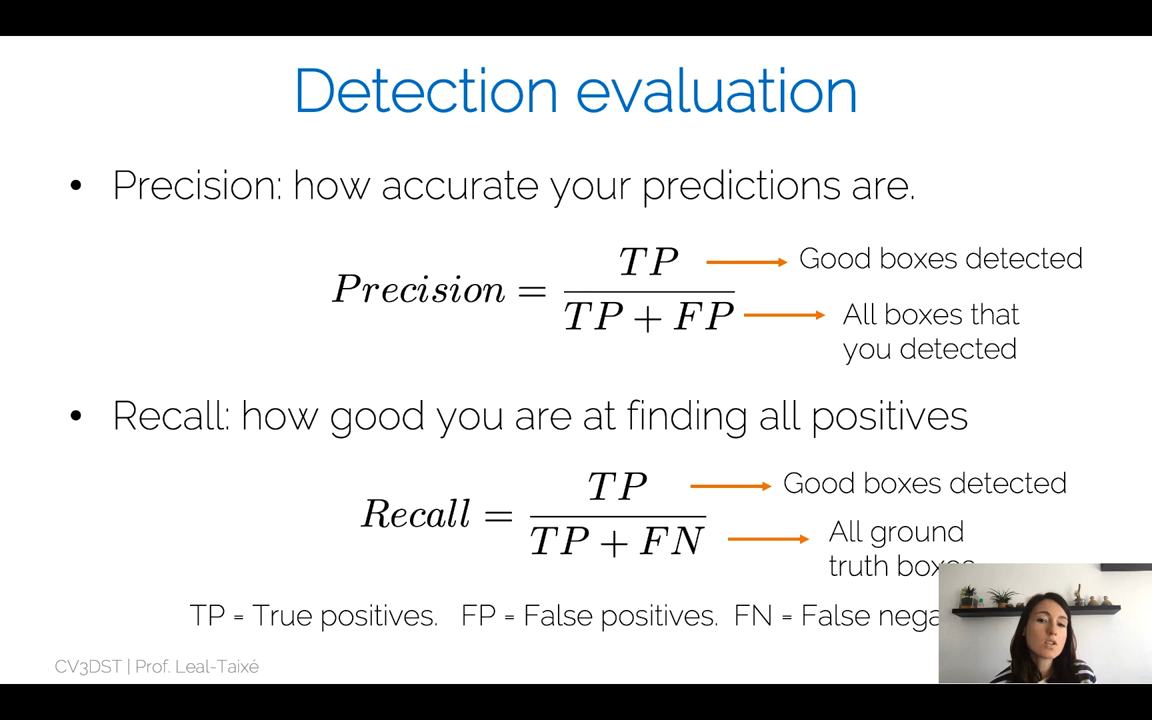 Detection evaluation
• Precision: how accurate your predictions are.
Precision = TP / (TP + FP)
Good boxes detected
All boxes that
you detected
• Recall: how good you are at finding all positives
Recall = TP / (TP + FN)
Good boxes detected
All ground
truth boxes
TP = True positives. FP = False positives. FN = False
CV3DST | Prof. Leal-Taixé